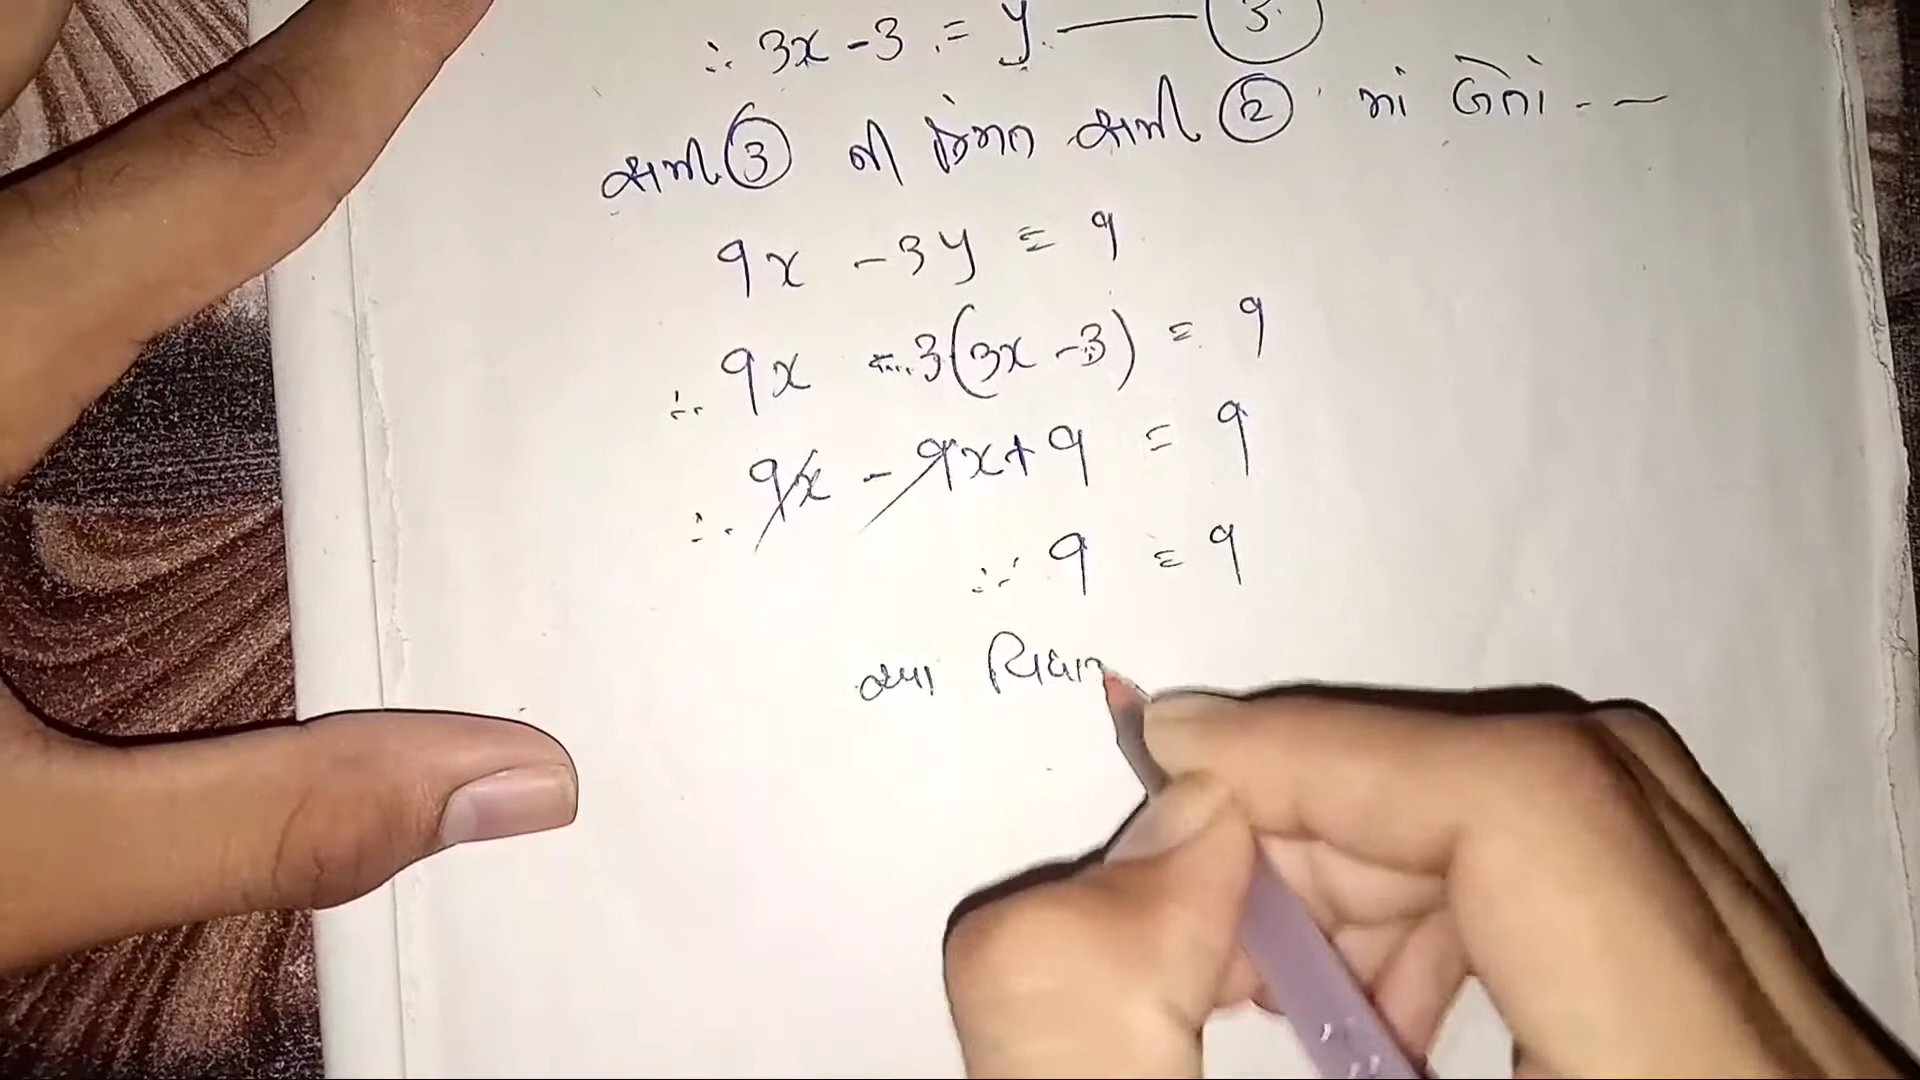 ∴ 3x - 3 = y —— ③
સમી ③ ની કિંમત સમી ② માં લેતાં - —
9x - 3y = 9
∴ 9x - 3(3x - 3) = 9
∴ 9x - 9x + 9 = 9
∴ 9 = 9
આ વિધાન